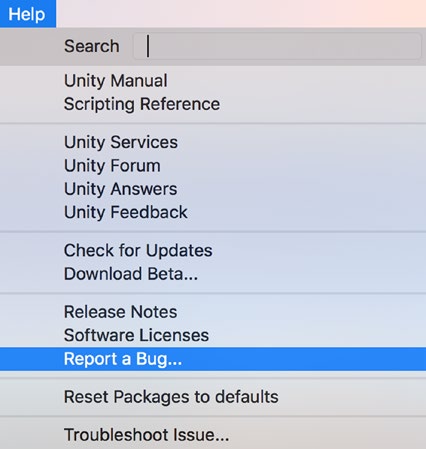 Help
Search
Unity Manual
Scripting Reference
Unity Services
Unity Forum
Unity Answers
Unity Feedback
Check for Updates
Download Beta...
Release Notes
Software Licenses
Report a Bug...
Reset Packages to defaults
Troubleshoot Issue...